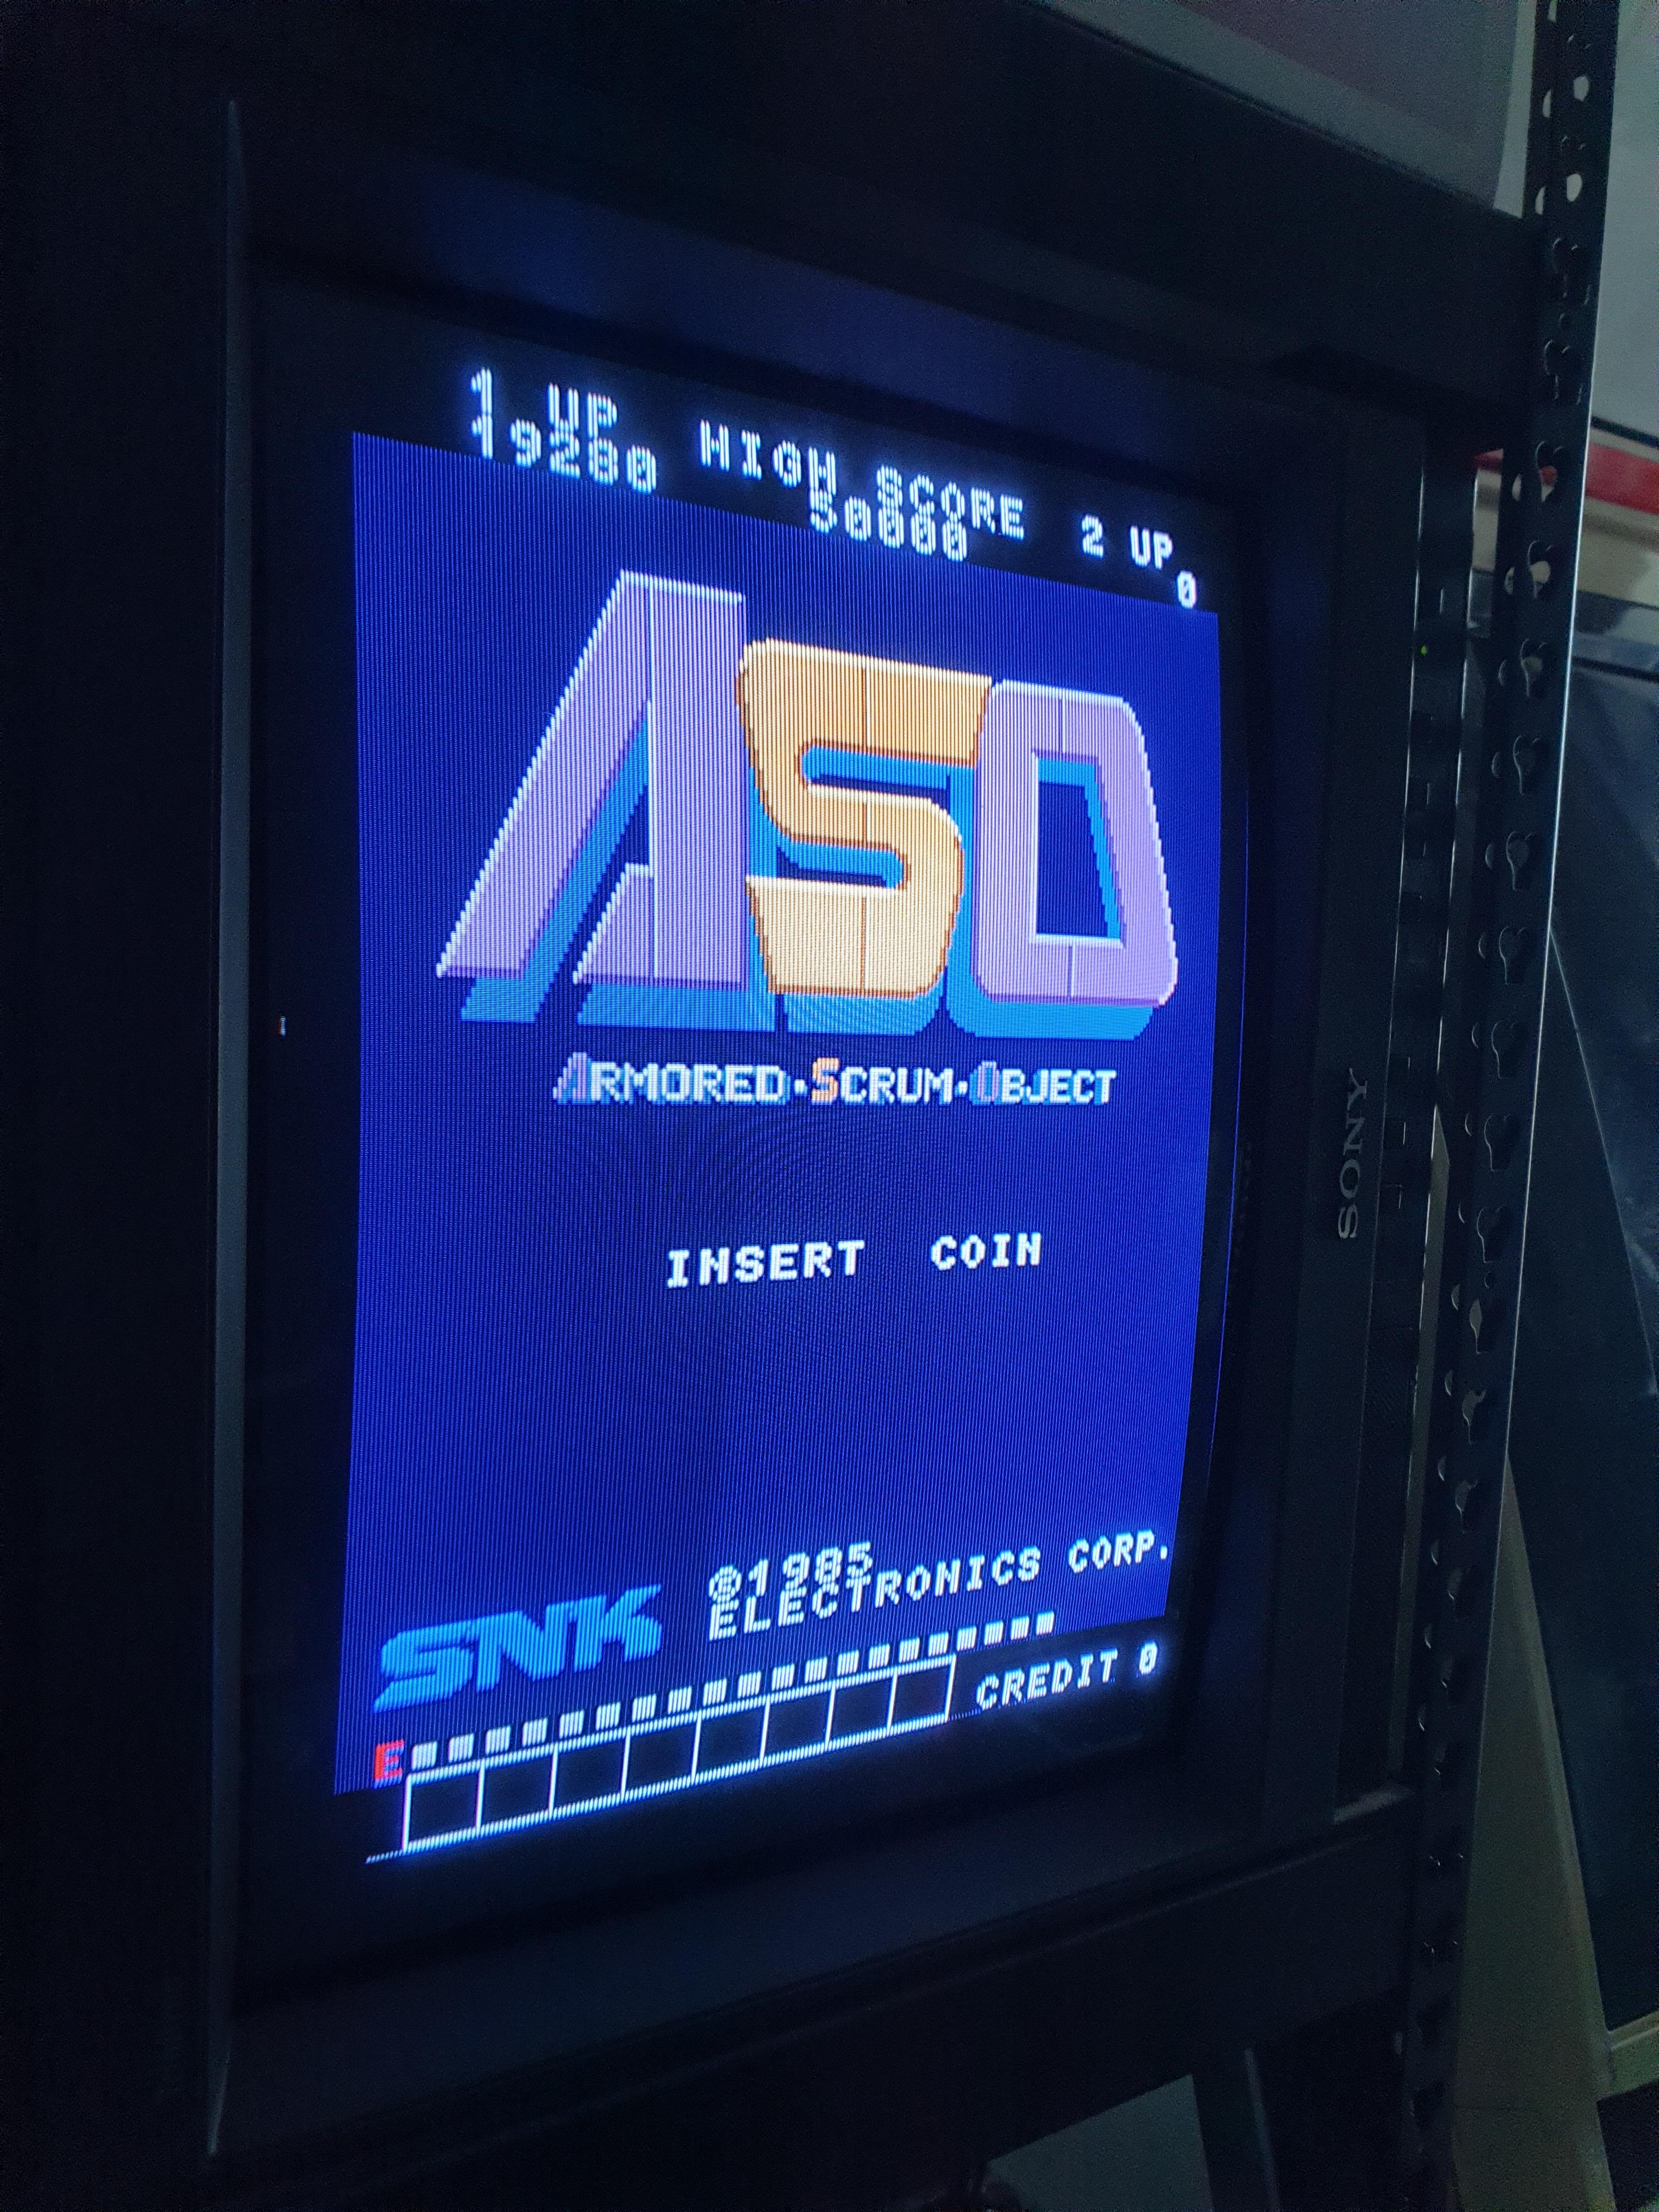 1 UP HIGH SCORE 2 UP
19280 50000 0
ASO
ARMORED·SCRUM·OBJECT
INSERT COIN
SNK ©1985
ELECTRONICS CORP.
E
CREDIT 0
SONY